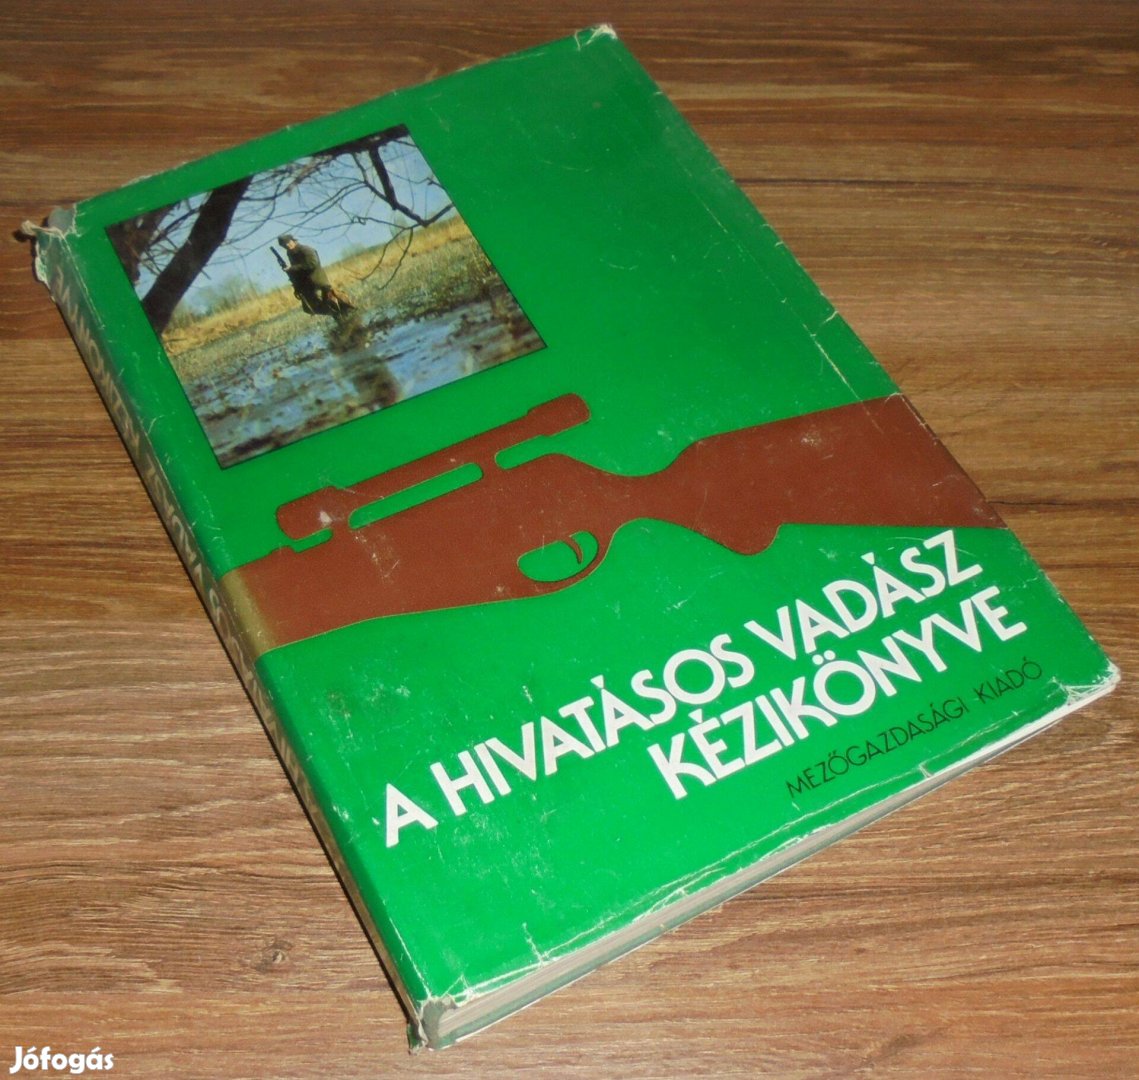 A HIVATÁSOS VADÁSZ
KÉZIKÖNYVE
MEZŐGAZDASÁGI KIADÓ
Jófogás